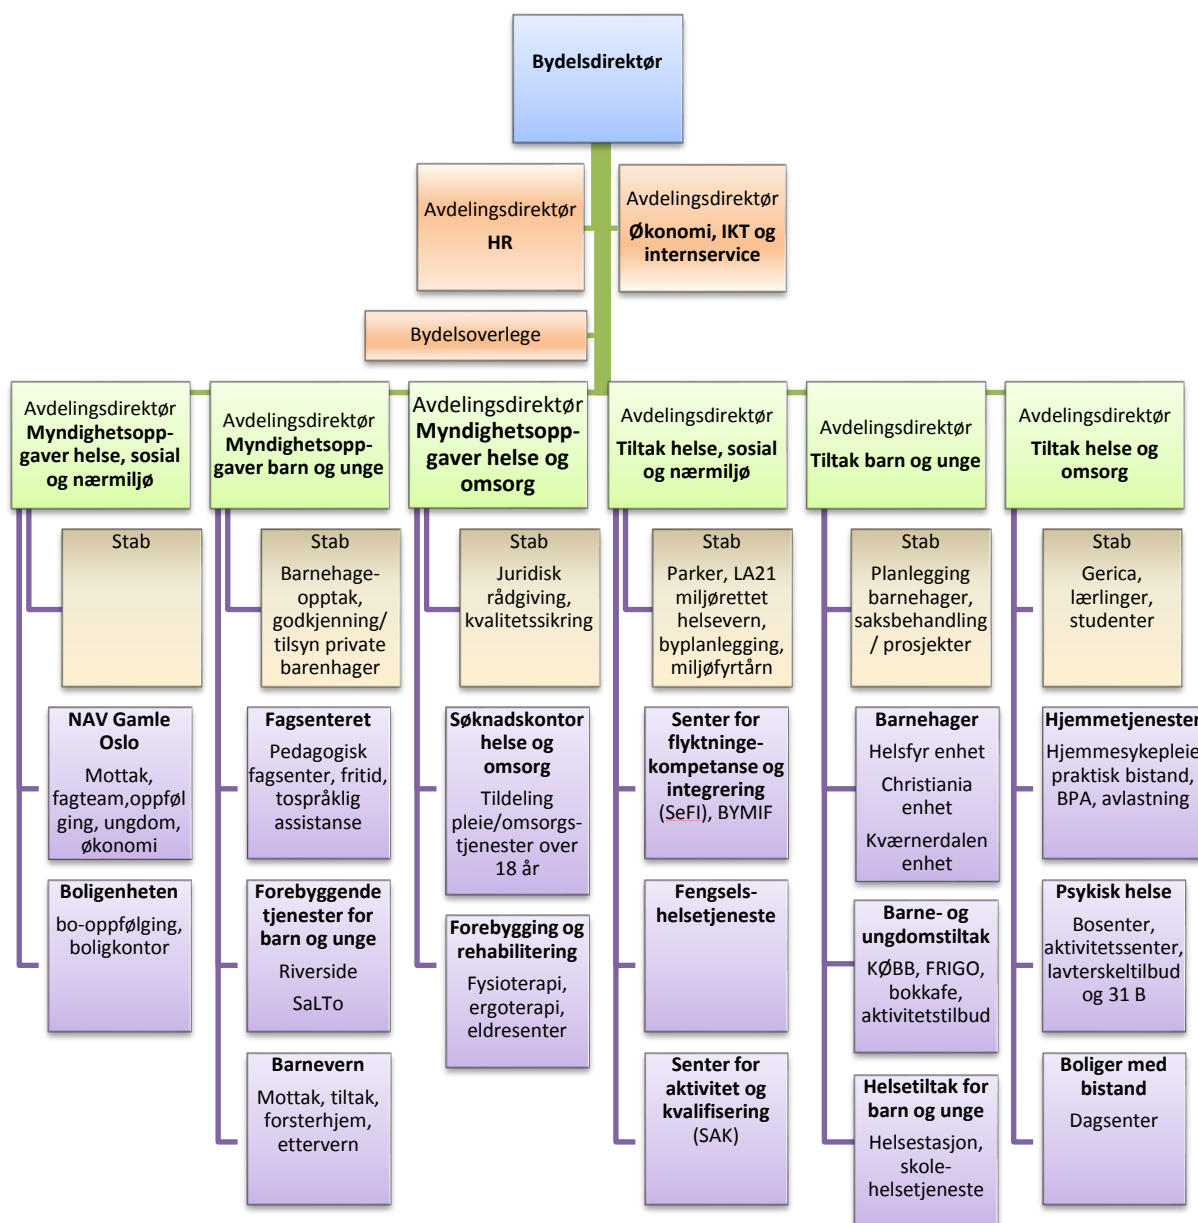 Bydelsdirektør
Avdelingsdirektør
HR
Avdelingsdirektør
Økonomi, IKT og
internservice
Bydelsoverlege
Avdelingsdirektør
Myndighetsopp-
gaver helse, sosial
og nærmiljø
Stab
NAV Gamle
Oslo
Mottak,
fagteam,oppføl
ging, ungdom,
økonomi
Boligenheten
bo-oppfølging,
boligkontor
Avdelingsdirektør
Myndighetsopp-
gaver barn og unge
Stab
Barnehage-
opptak,
godkjenning/
tilsyn private
barenhager
Fagsenteret
Pedagogisk
fagsenter, fritid,
tospråklig
assistanse
Forebyggende
tjenester for
barn og unge
Riverside
SaLTo
Barnevern
Mottak, tiltak,
forsterhjem,
ettervern
Avdelingsdirektør
Myndighetsopp-
gaver helse og
omsorg
Stab
Juridisk
rådgiving,
kvalitetssikring
Søknadskontor
helse og
omsorg
Tildeling
pleie/omsorgs-
tjenester over
18 år
Forebygging og
rehabilitering
Fysioterapi,
ergoterapi,
eldresenter
Avdelingsdirektør
Tiltak helse, sosial
og nærmiljø
Stab
Parker, LA21
miljørettet
helsevern,
byplanlegging,
miljøfyrtårn
Senter for
flyktninge-
kompetanse og
integrering
(SeFI), BYMIF
Fengsels-
helsetjeneste
Senter for
aktivitet og
kvalifisering
(SAK)
Avdelingsdirektør
Tiltak barn og unge
Stab
Planlegging
barnehager,
saksbehandling
/ prosjekter
Barnehager
Helsfyr enhet
Christiania
enhet
Kværnerdalen
enhet
Barne- og
ungdomstiltak
KØBB, FRIGO,
bokkafe,
aktivitetstilbud
Helsetiltak for
barn og unge
Helsestasjon,
skole-
helsetjeneste
Avdelingsdirektør
Tiltak helse og
omsorg
Stab
Gerica,
lærlinger,
studenter
Hjemmetjenester
Hjemmesykepleie
praktisk bistand,
BPA, avlastning
Psykisk helse
Bosenter,
aktivitetssenter,
lavterskeltilbud
og 31 B
Boliger med
bistand
Dagsenter